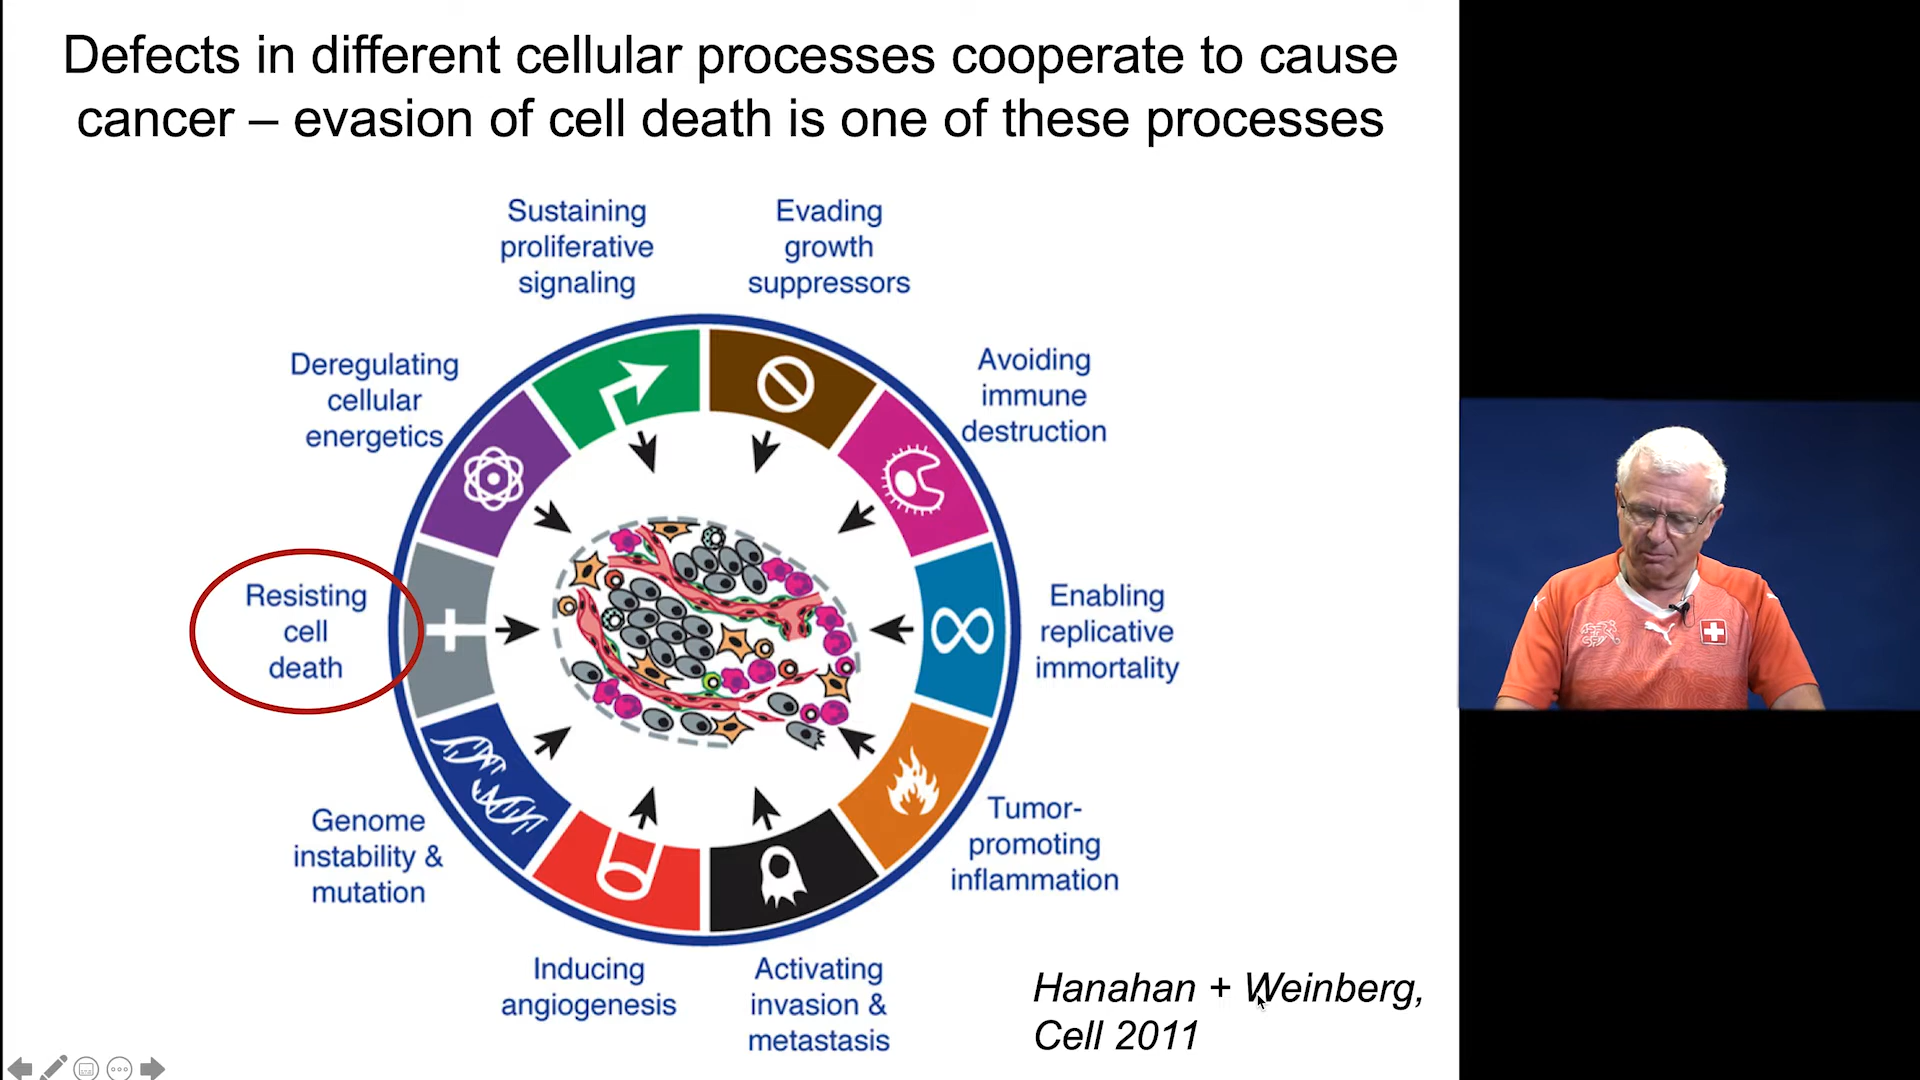 Defects in different cellular processes cooperate to cause
cancer – evasion of cell death is one of these processes
Sustaining
proliferative
signaling
Evading
growth
suppressors
Deregulating
cellular
energetics
Avoiding
immune
destruction
Resisting
cell
death
Enabling
replicative
immortality
Genome
instability &
mutation
Tumor-
promoting
inflammation
Inducing
angiogenesis
Activating
invasion &
metastasis
Hanahan + Weinberg,
Cell 2011